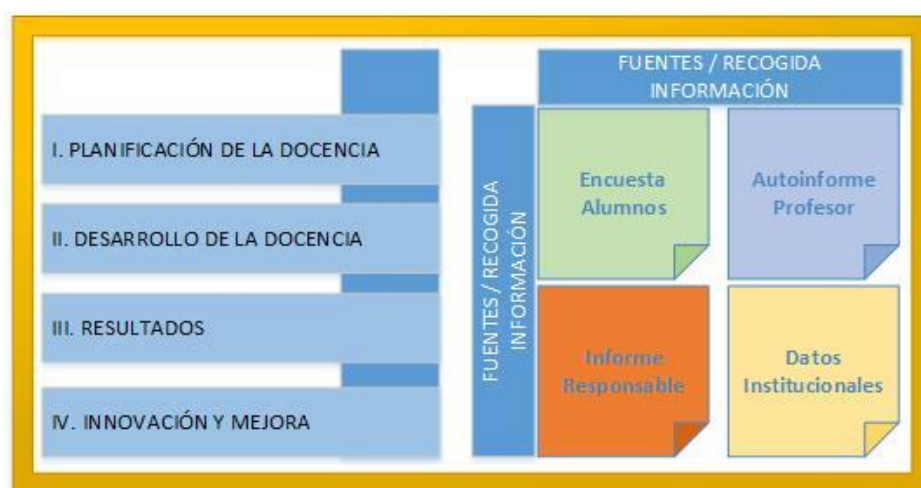 I. PLANIFICACIÓN DE LA DOCENCIA
II. DESARROLLO DE LA DOCENCIA
III. RESULTADOS
IV. INNOVACIÓN Y MEJORA
FUENTES / RECOGIDA
INFORMACIÓN
FUENTES / RECOGIDA
INFORMACIÓN
Encuesta
Alumnos
Autoinforme
Profesor
Informe
Responsable
Datos
Institucionales